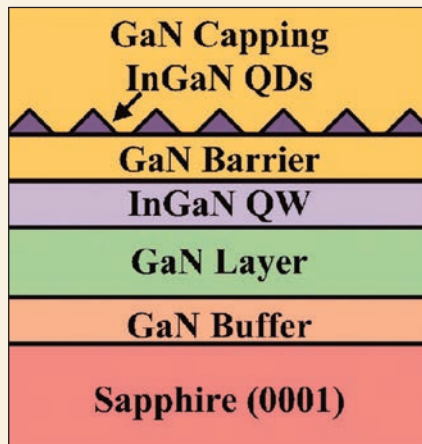 GaN Capping
InGaN QDs
GaN Barrier
InGaN QW
GaN Layer
GaN Buffer
Sapphire (0001)